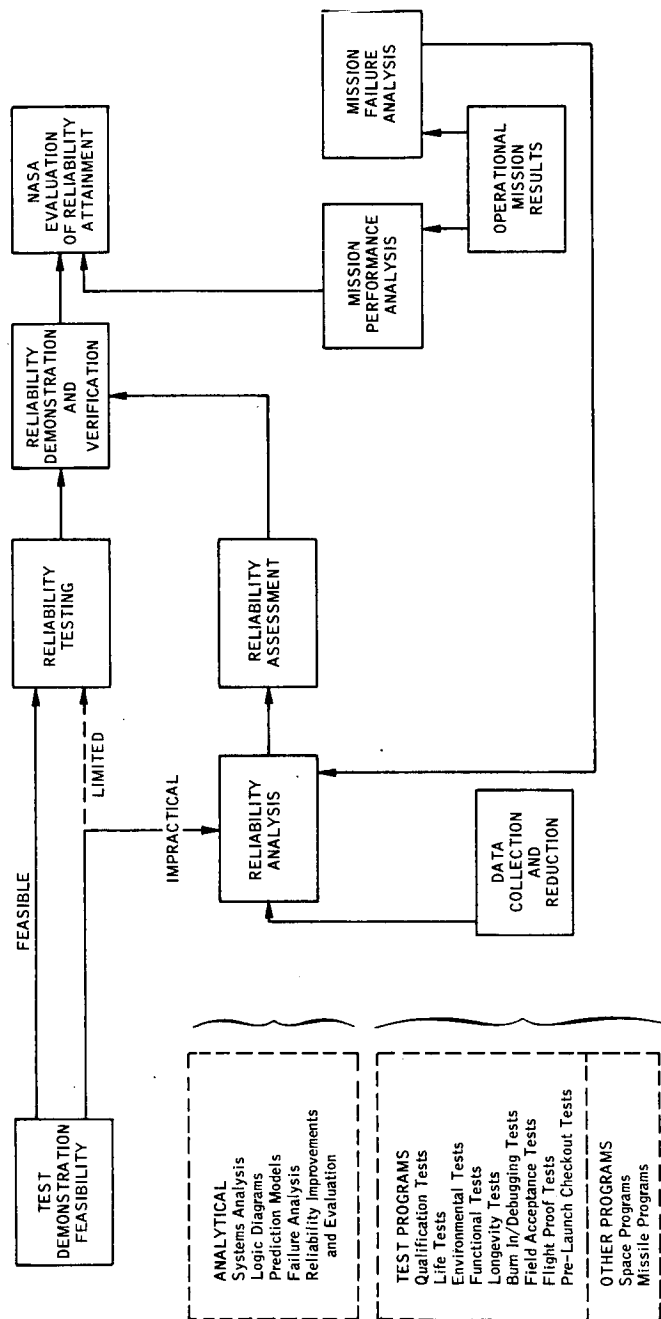 TEST
DEMONSTRATION
FEASIBILITY
FEASIBLE
LIMITED
IMPRACTICAL
RELIABILITY
TESTING
RELIABILITY
DEMONSTRATION
AND
VERIFICATION
NASA
EVALUATION
OF RELIABILITY
ATTAINMENT
ANALYTICAL
Systems Analysis
Logic Diagrams
Prediction Models
Failure Analysis
Reliability Improvements
and Evaluation
RELIABILITY
ANALYSIS
RELIABILITY
ASSESSMENT
MISSION
PERFORMANCE
ANALYSIS
MISSION
FAILURE
ANALYSIS
TEST PROGRAMS
Qualification Tests
Life Tests
Environmental Tests
Functional Tests
Longevity Tests
Burn In/Debugging Tests
Field Acceptance Tests
Flight Proof Tests
Pre-Launch Checkout Tests
DATA
COLLECTION
AND
REDUCTION
OPERATIONAL
MISSION
RESULTS
OTHER PROGRAMS
Space Programs
Missile Programs